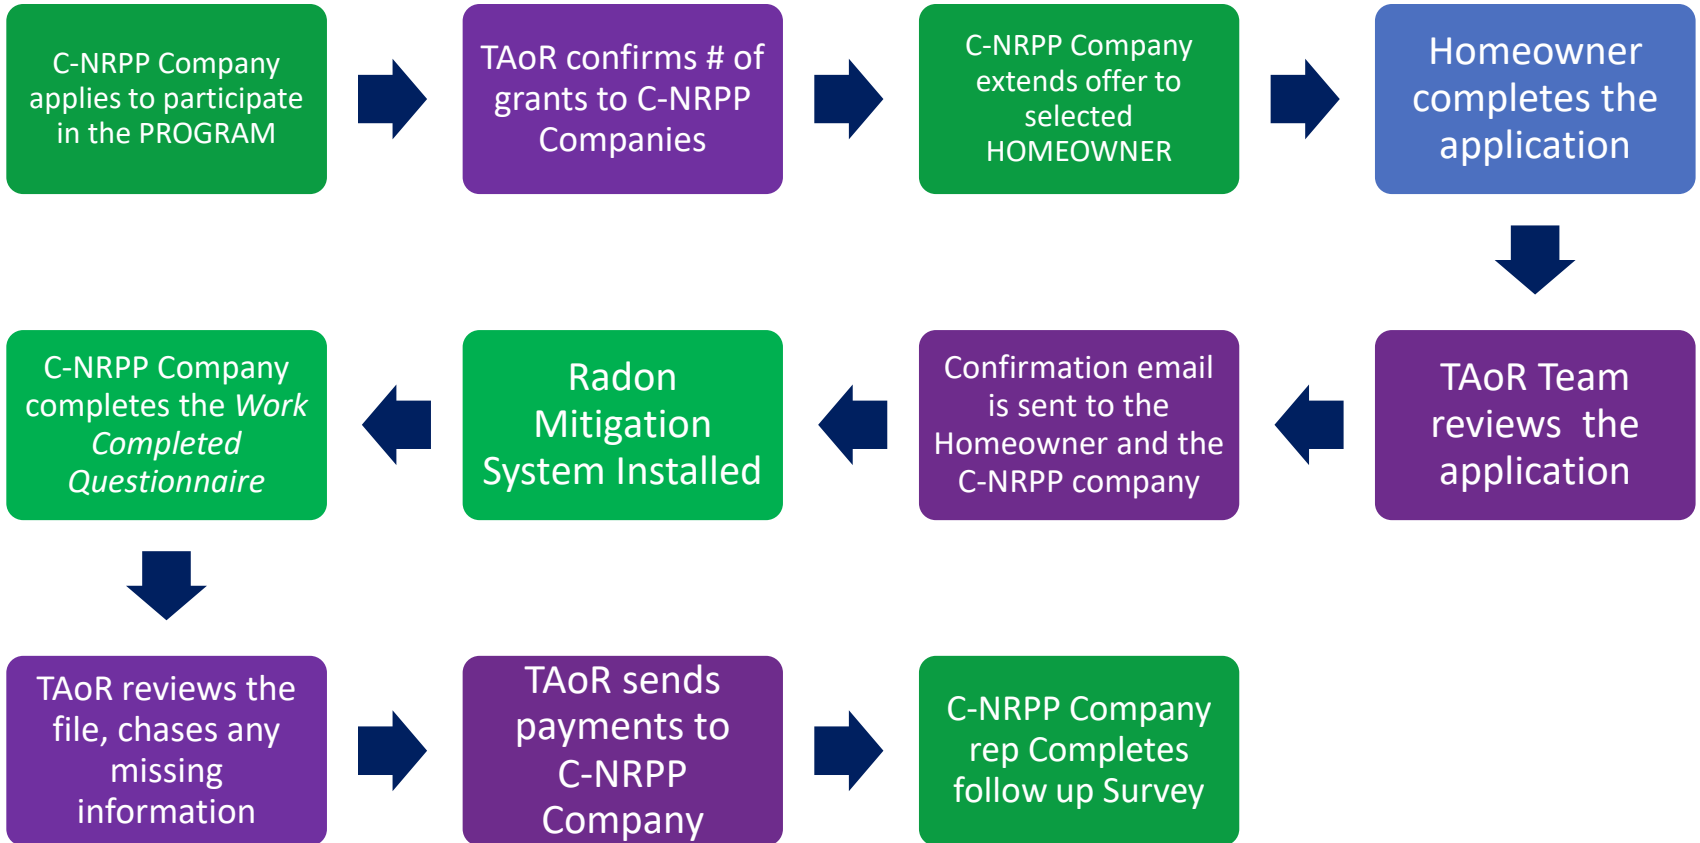 C-NRPP Company
applies to participate
in the PROGRAM
TAoR confirms # of
grants to C-NRPP
Companies
C-NRPP Company
extends offer to
selected
HOMEOWNER
Homeowner
completes the
application
TAoR Team
reviews  the
application
Confirmation email
is sent to the
Homeowner and the
C-NRPP company
Radon
Mitigation
System Installed
C-NRPP Company
completes the Work
Completed
Questionnaire
TAoR reviews the
file, chases any
missing
information
TAoR sends
payments to
C-NRPP
Company
C-NRPP Company
rep Completes
follow up Survey